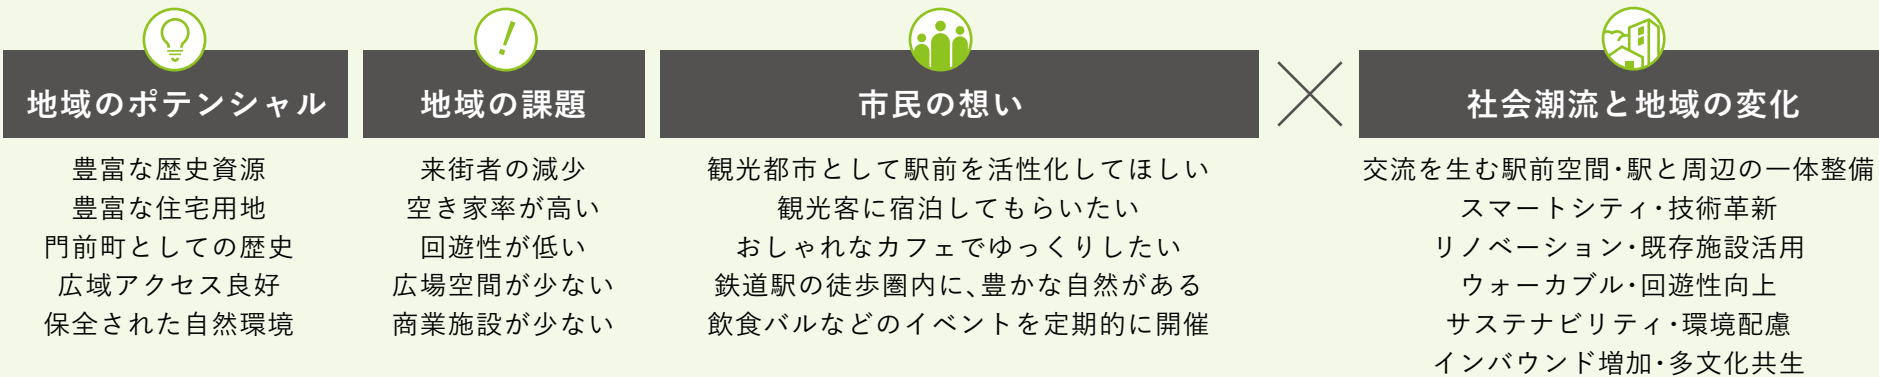 地域のポテンシャル
豊富な歴史資源
豊富な住宅用地
門前町としての歴史
広域アクセス良好
保全された自然環境
地域の課題
来街者の減少
空き家率が高い
回遊性が低い
広場空間が少ない
商業施設が少ない
市民の想い
観光都市として駅前を活性化してほしい
観光客に宿泊してもらいたい
おしゃれなカフェでゆっくりしたい
鉄道駅の徒歩圏内に、豊かな自然がある
飲食バルなどのイベントを定期的に開催
社会潮流と地域の変化
交流を生む駅前空間・駅と周辺の一体整備
スマートシティ・技術革新
リノベーション・既存施設活用
ウォーカブル・回遊性向上
サステナビリティ・環境配慮
インバウンド増加・多文化共生